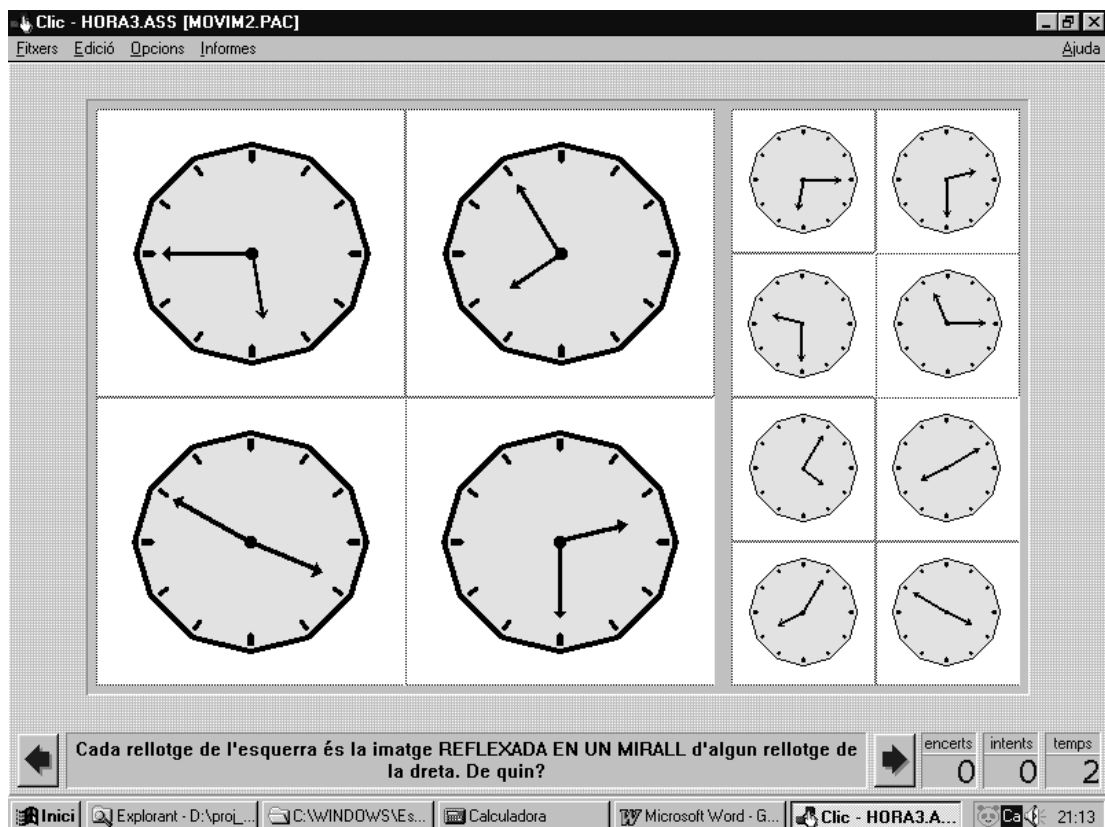 Clic - HORA3.ASS [MOVIM2.PAC]
Fitxers Edició Opcions Informes Ajuda
Cada rellotge de l'esquerra és la imatge REFLEXADA EN UN MIRALL d'algun rellotge de
la dreta. De quin?
encerts intents temps
0 0 2
Inici Explorant - D:\proj_... C:\WINDOWS\Es... Calculadora Microsoft Word - G... Clic - HORA3.A... Ca 21:13